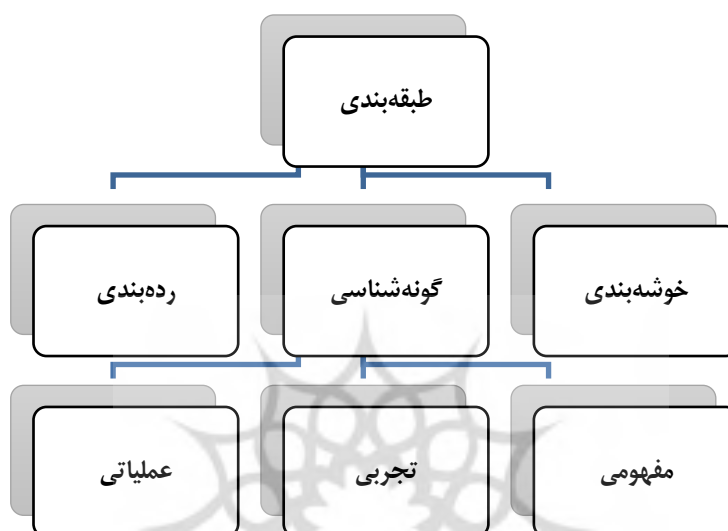 طبقه‌بندی
خوشه‌بندی
گونه‌شناسی
رده‌بندی
مفهومی
تجربی
عملیاتی